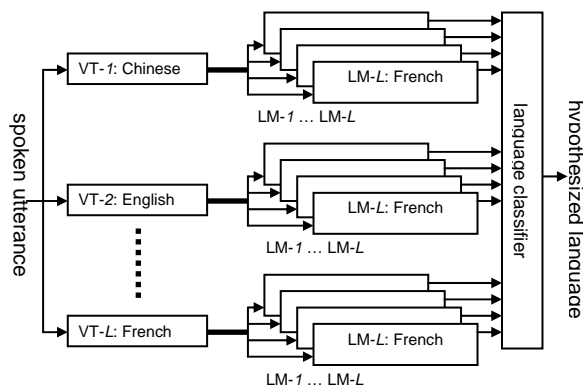 spoken utterance
VT-1: Chinese
LM-L: French
LM-1 ... LM-L
VT-2: English
LM-L: French
LM-1 ... LM-L
VT-L: French
LM-L: French
LM-1 ... LM-L
language classifier
hypothesized language